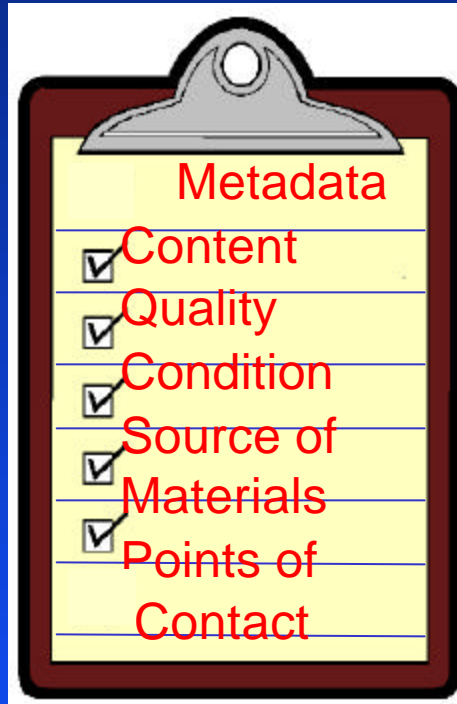 Metadata
Content
Quality
Condition
Source of
Materials
Points of
Contact